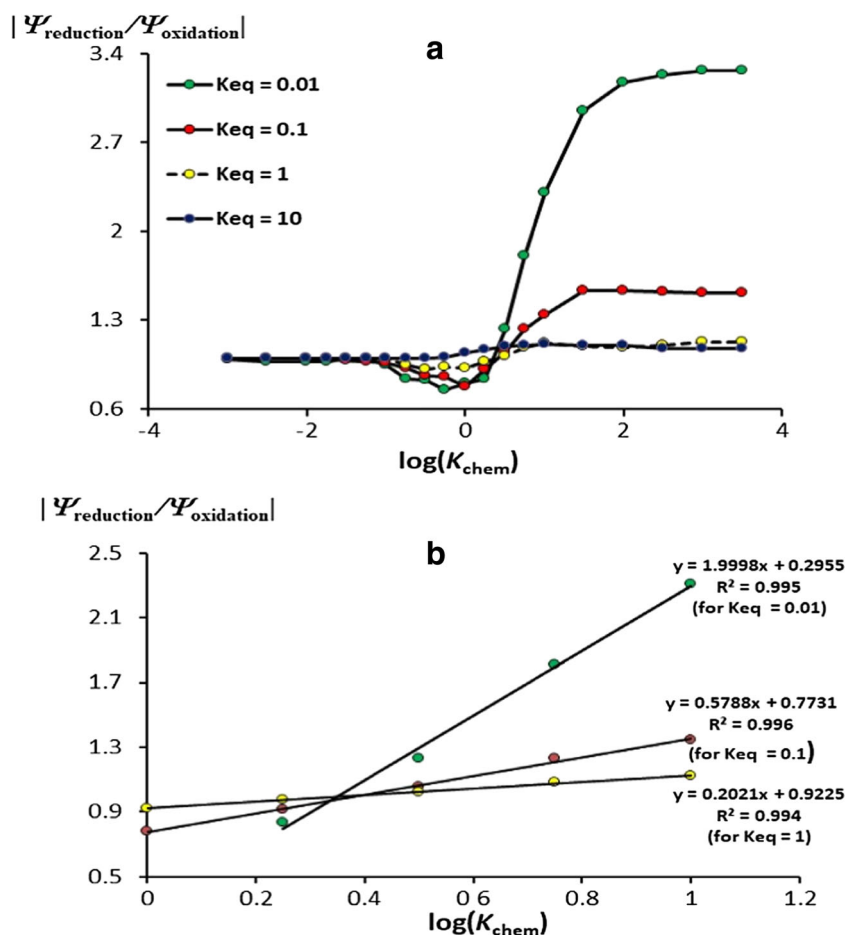 |Ψreduction/Ψoxidation|
a
3.4
2.7
2
1.3
0.6
Keq = 0.01
Keq = 0.1
Keq = 1
Keq = 10
-4 -2 0 2 4
log(Kchem)
|Ψreduction/Ψoxidation|
b
2.5
2.1
1.7
1.3
0.9
0.5
y = 1.9998x + 0.2955
R² = 0.995
(for Keq = 0.01)
y = 0.5788x + 0.7731
R² = 0.996
(for Keq = 0.1)
y = 0.2021x + 0.9225
R² = 0.994
(for Keq = 1)
0 0.2 0.4 0 6 0.8 1 1.2
log(Kchem)